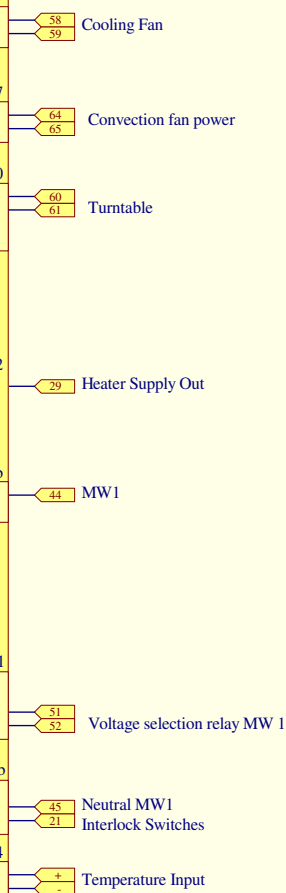 58 Cooling Fan
59
64 Convection fan power
65
60
61 Turntable
29 Heater Supply Out
44 MW1
51
52 Voltage selection relay MW 1
45 Neutral MW1
21 Interlock Switches
+ Temperature Input
-